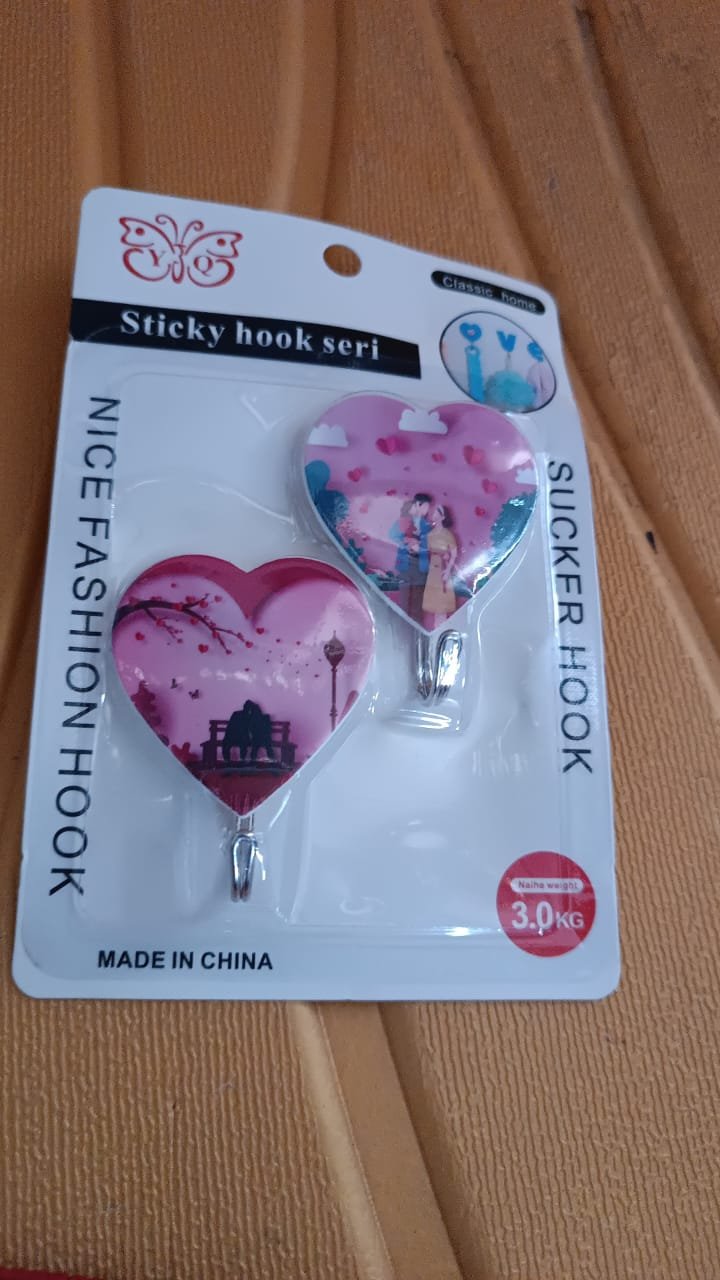 YQ
Classic home
Sticky hook seri
NICE FASHION HOOK
SUCKER HOOK
Naihe weight
3.0KG
MADE IN CHINA